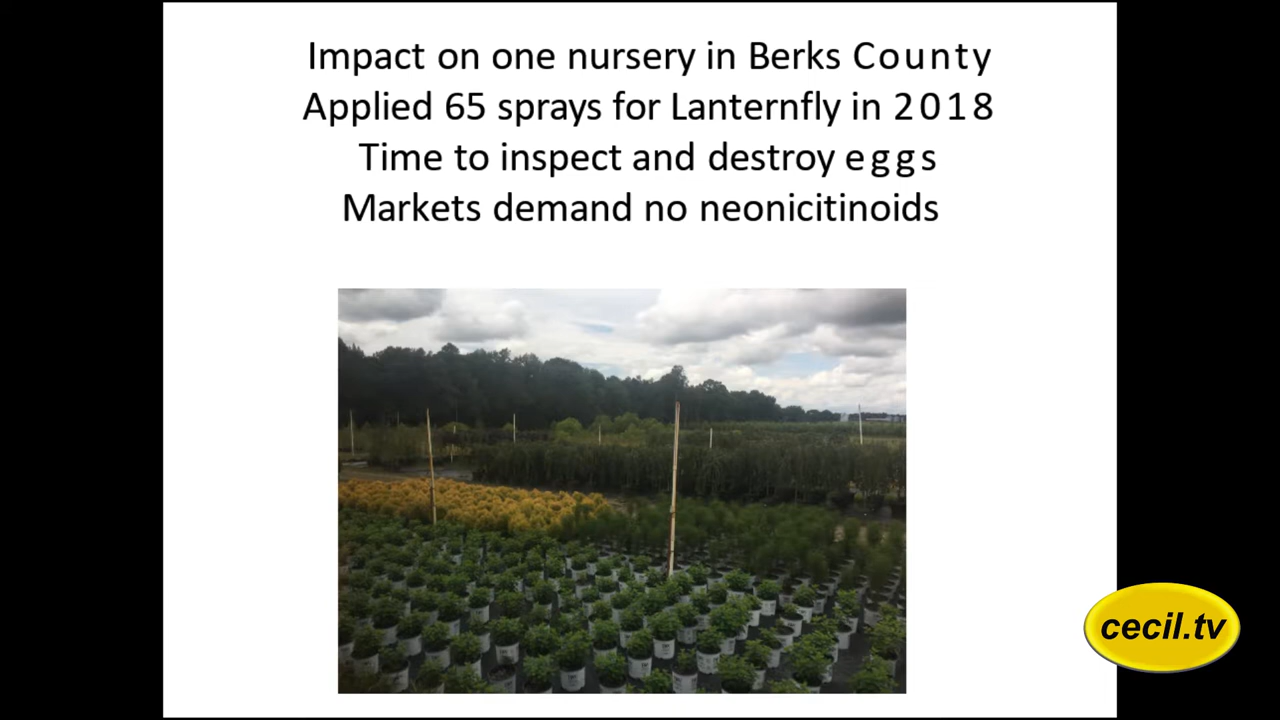 Impact on one nursery in Berks County
Applied 65 sprays for Lanternfly in 2018
Time to inspect and destroy eggs
Markets demand no neonicitinoids
cecil.tv